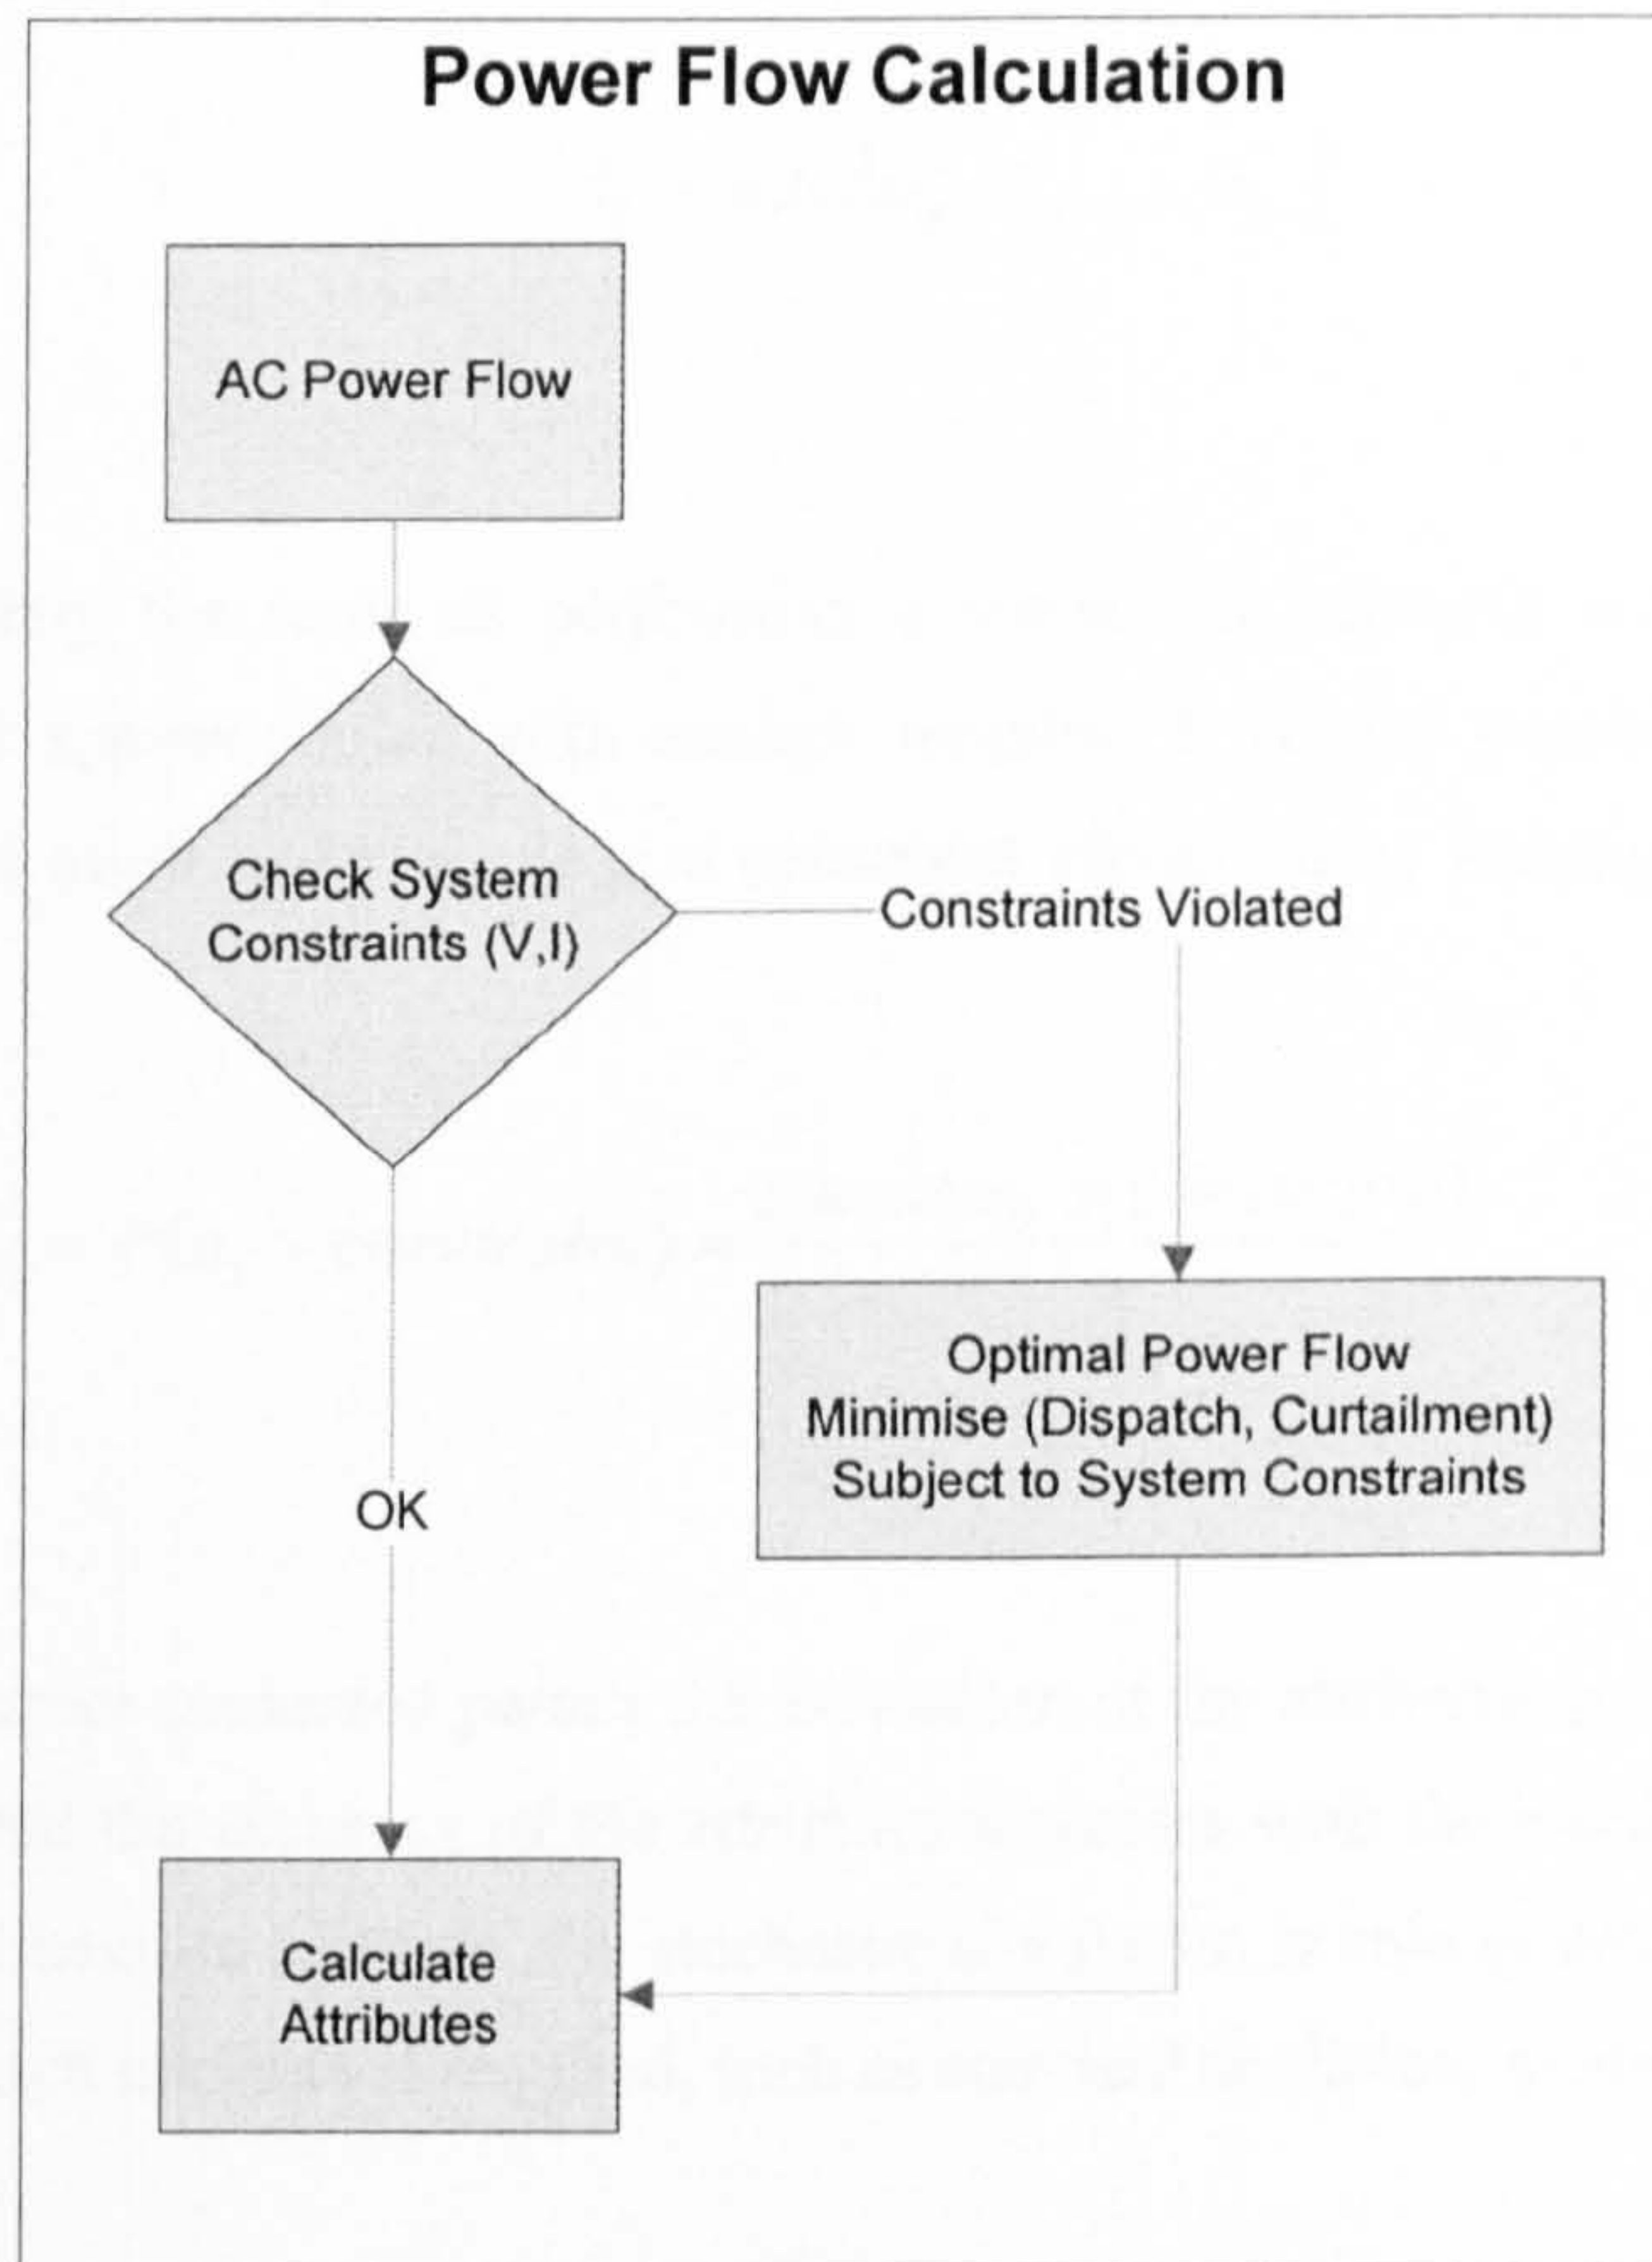 Power Flow Calculation
AC Power Flow
Check System
Constraints (V,I)
Constraints Violated
Optimal Power Flow
Minimise (Dispatch, Curtailment)
Subject to System Constraints
OK
Calculate
Attributes